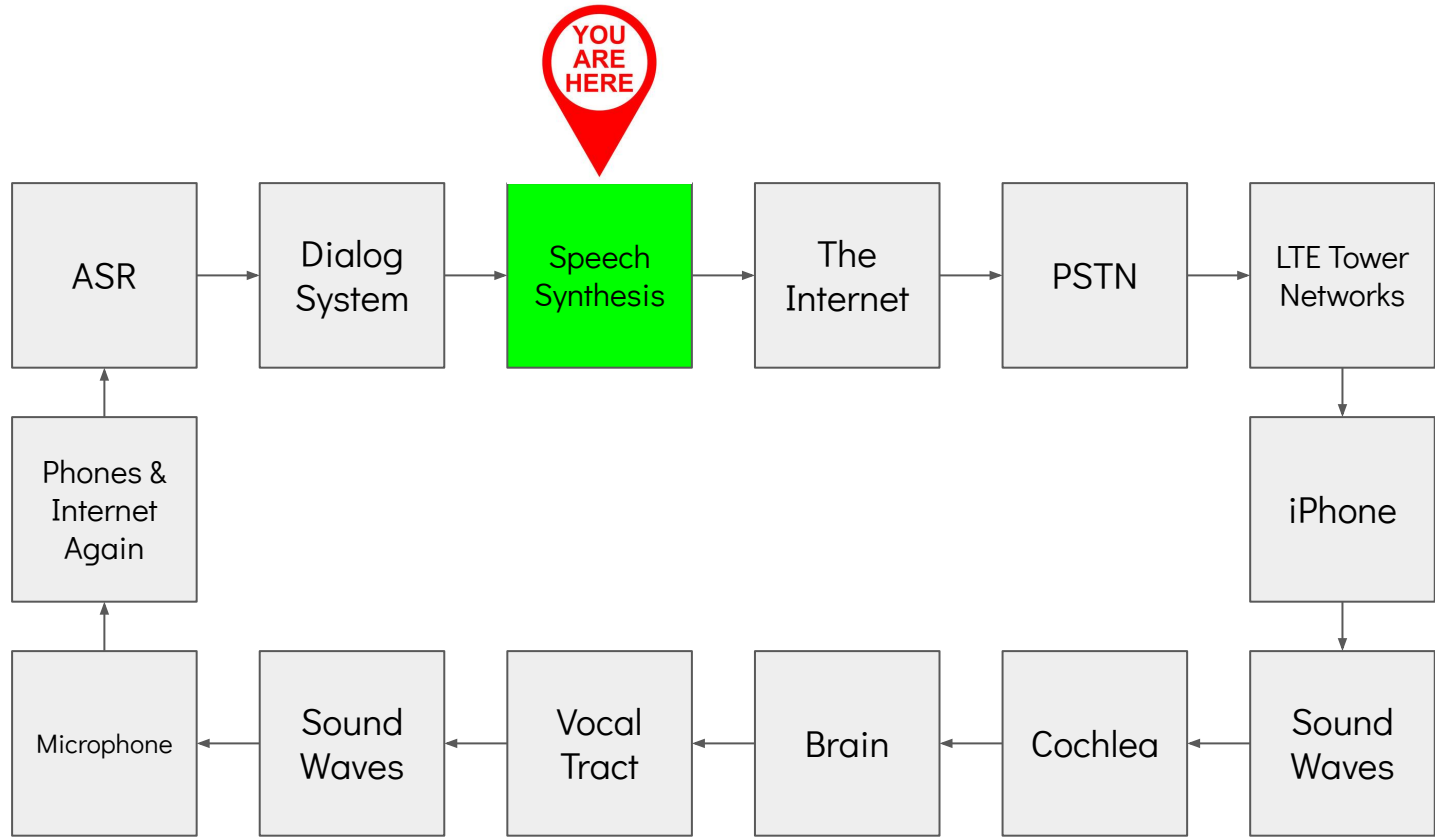 YOU
ARE
HERE
ASR
Dialog
System
Speech
Synthesis
The
Internet
PSTN
LTE Tower
Networks
Phones &
Internet
Again
iPhone
Microphone
Sound
Waves
Vocal
Tract
Brain
Cochlea
Sound
Waves